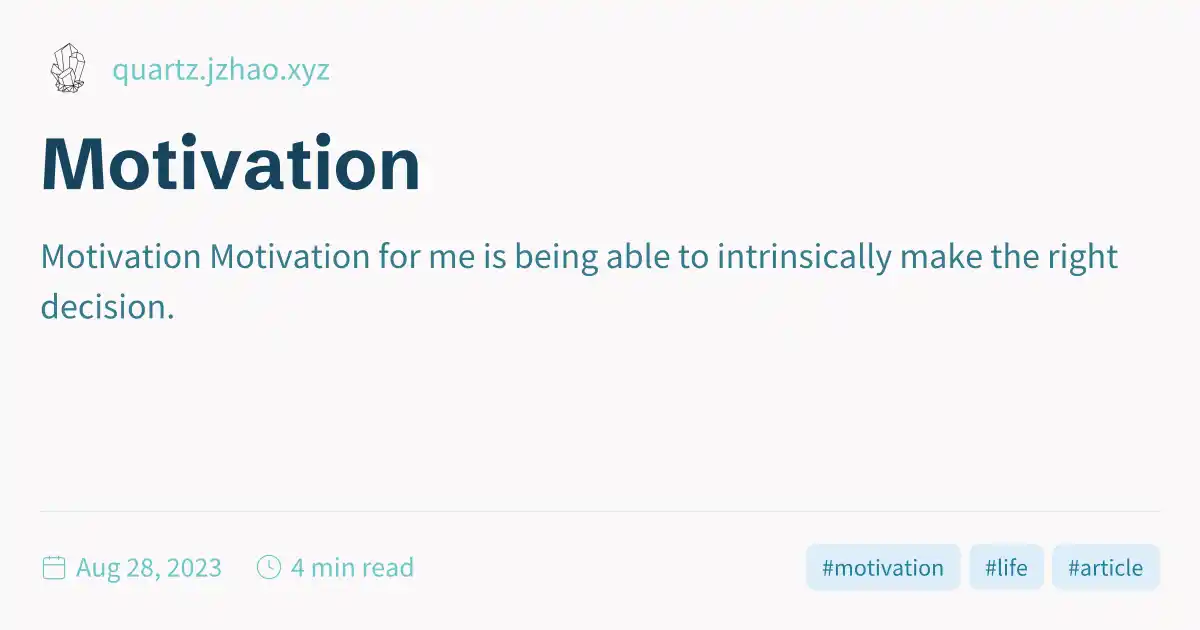 quartz.jzhao.xyz
Motivation
Motivation Motivation for me is being able to intrinsically make the right
decision.
Aug 28, 2023 4 min read #motivation #life #article